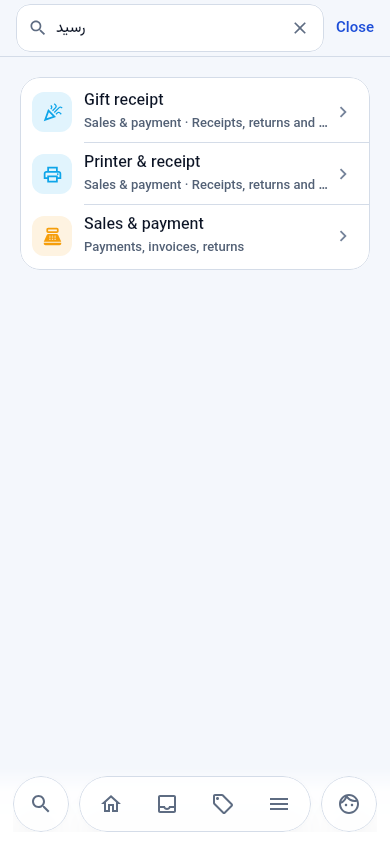 رسید
Close
Gift receipt
Sales & payment · Receipts, returns and ...
Printer & receipt
Sales & payment · Receipts, returns and ...
Sales & payment
Payments, invoices, returns